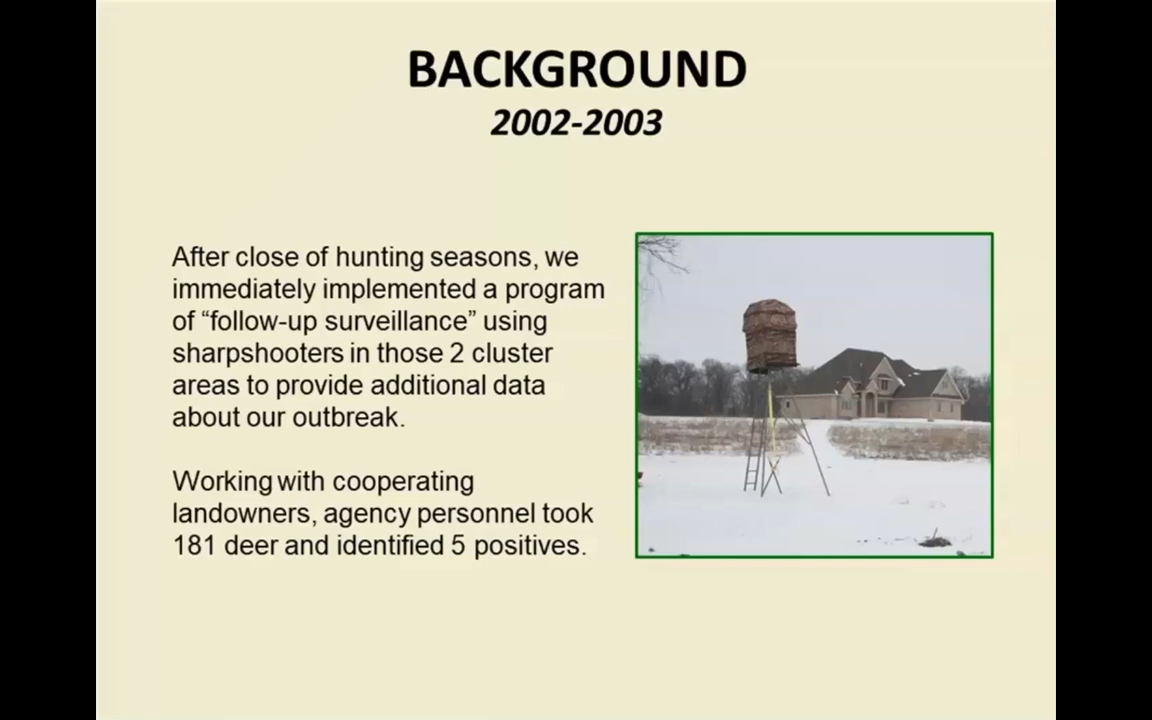 BACKGROUND
2002-2003
After close of hunting seasons, we
immediately implemented a program
of “follow-up surveillance” using
sharpshooters in those 2 cluster
areas to provide additional data
about our outbreak.
Working with cooperating
landowners, agency personnel took
181 deer and identified 5 positives.